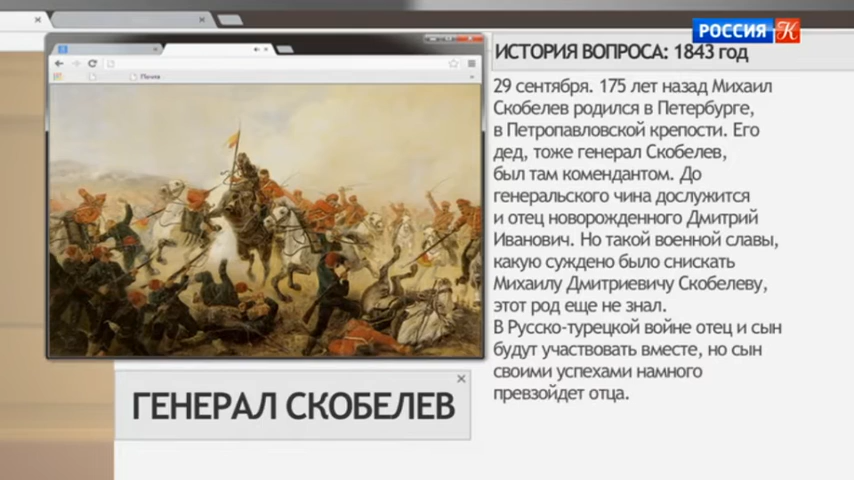 РОССИЯ К
ИСТОРИЯ ВОПРОСА: 1843 год
Почта
29 сентября. 175 лет назад Михаил
Скобелев родился в Петербурге,
в Петропавловской крепости. Его
дед, тоже генерал Скобелев,
был там комендантом. До
генеральского чина дослужится
и отец новорожденного Дмитрий
Иванович. Но такой военной славы,
какую суждено было снискать
Михаилу Дмитриевичу Скобелеву,
этот род еще не знал.
В Русско-турецкой войне отец и сын
будут участвовать вместе, но сын
своими успехами намного
превзойдет отца.
ГЕНЕРАЛ СКОБЕЛЕВ